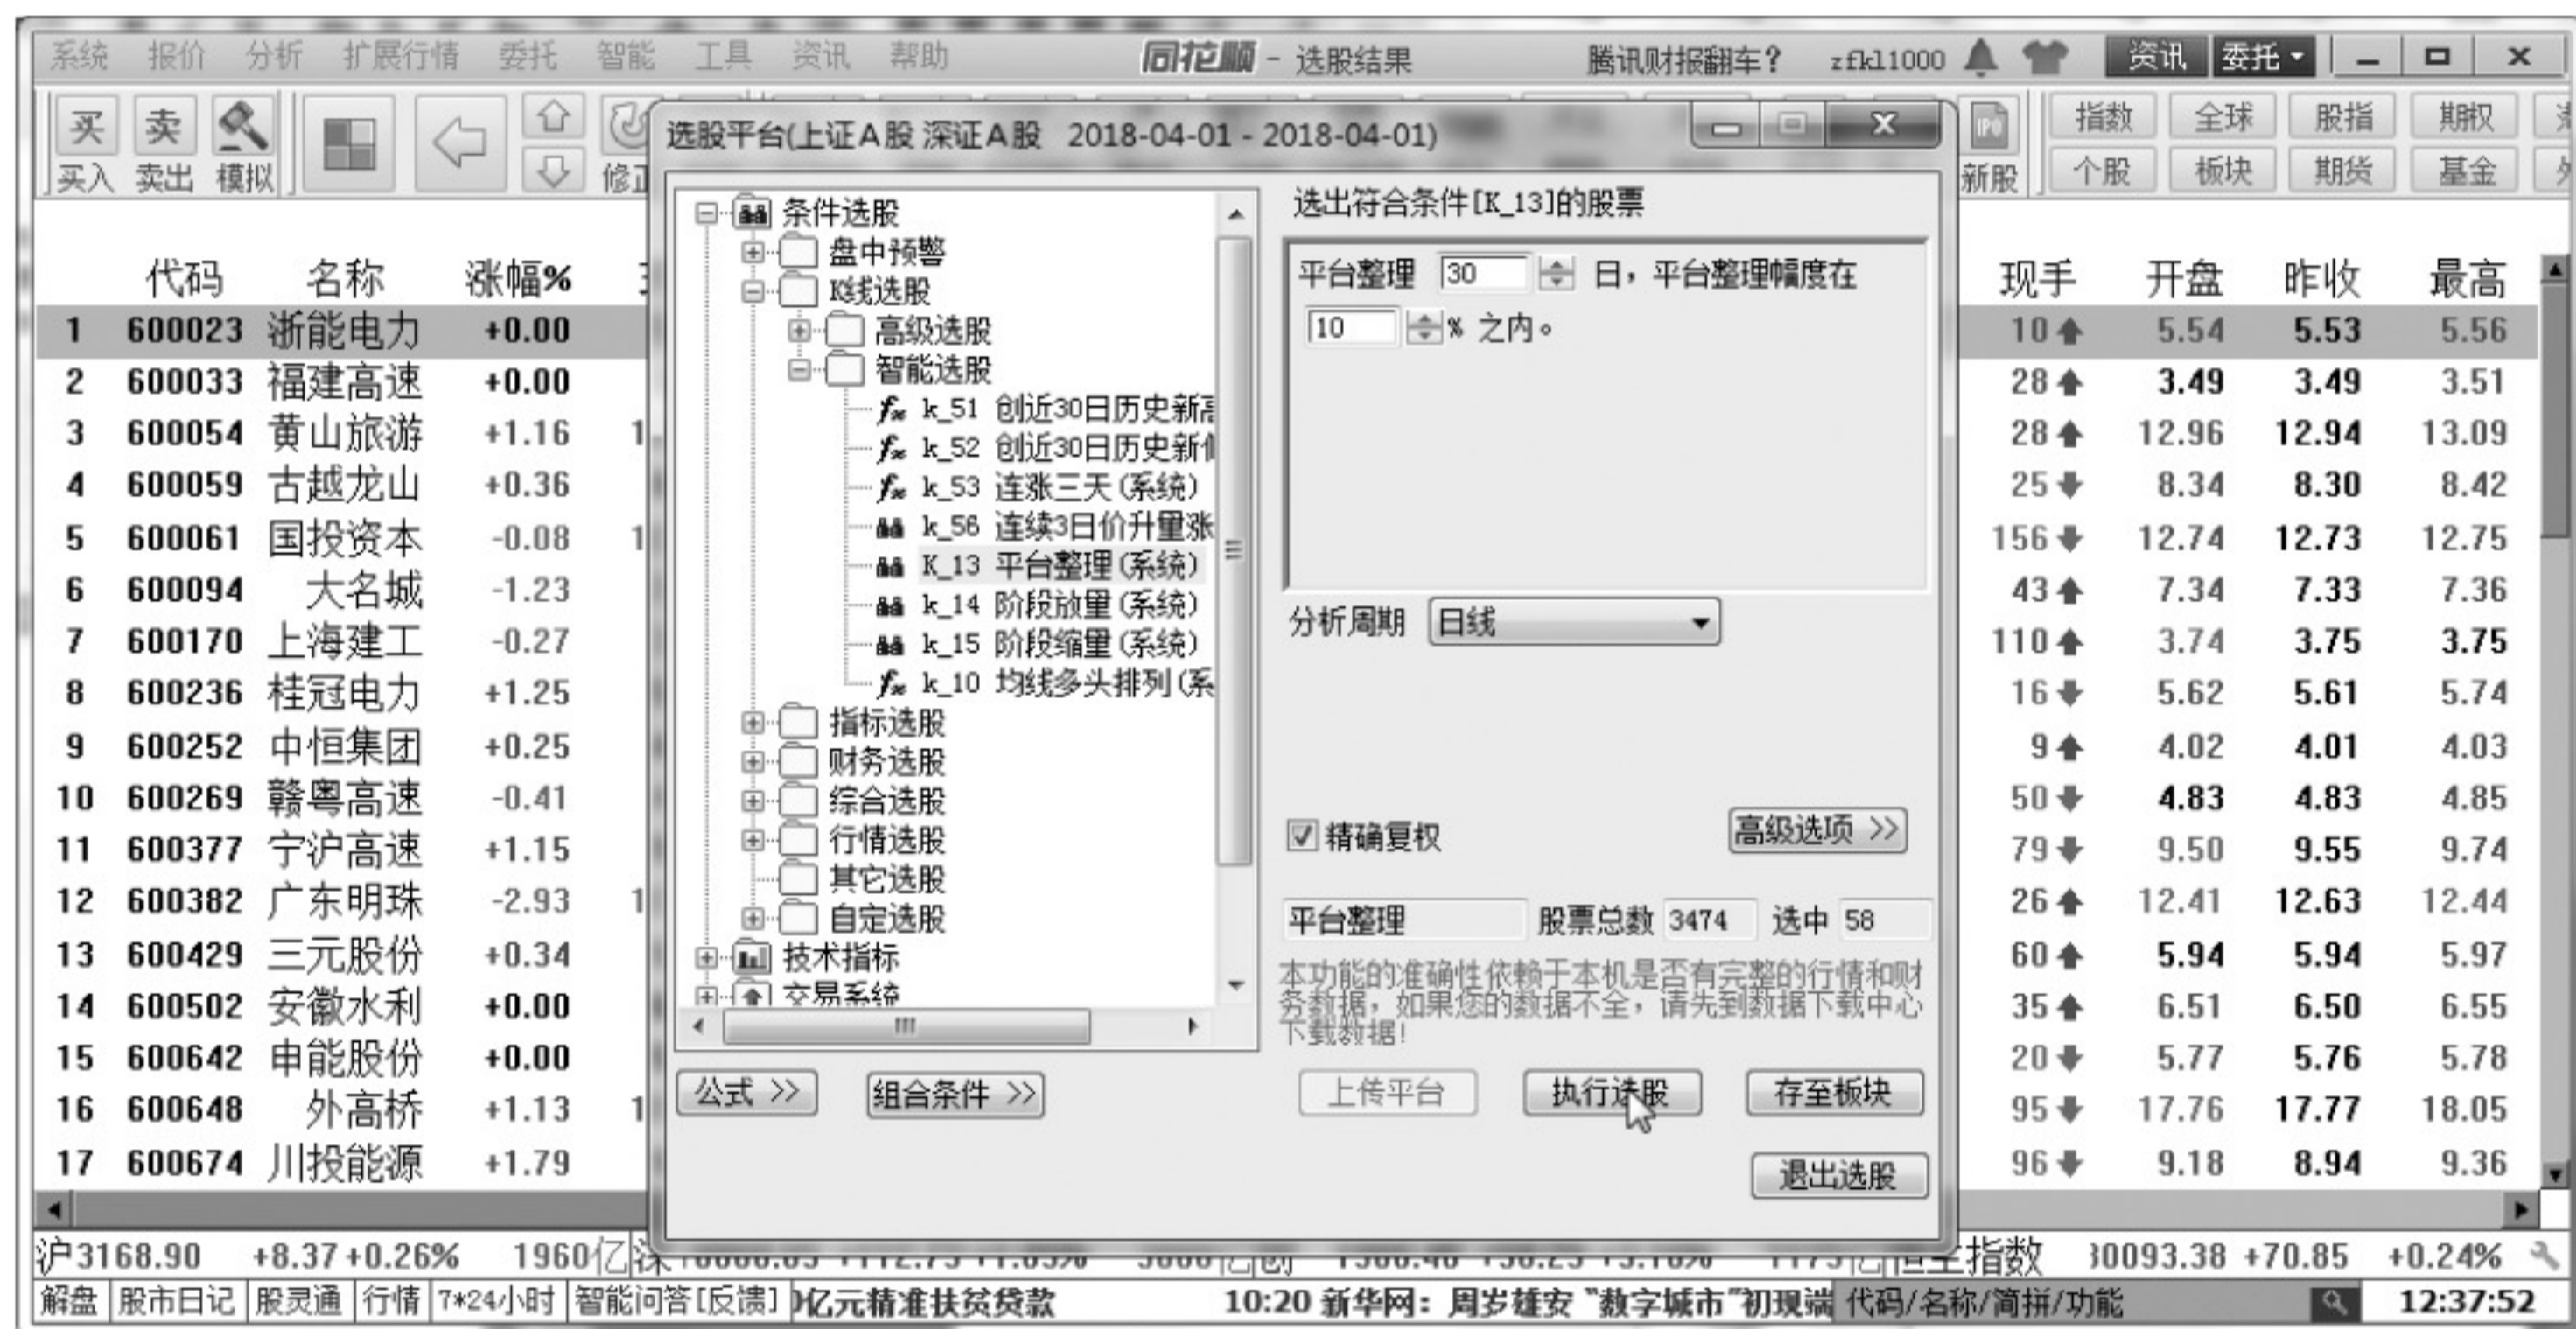 系统 报价 分析 扩展行情 委托 智能 工具 资讯 帮助 同花顺 - 选股结果 腾讯财报翻车? zfkl1000 资讯 委托
买 卖 指数 全球 股指 期权
买入 卖出 模拟 新股 个股 板块 期货 基金
选股平台(上证A股 深证A股 2018-04-01 - 2018-04-01)
代码 名称 涨幅% 现手 开盘 昨收 最高
1 600023 浙能电力 +0.00 10 5.54 5.53 5.56
2 600033 福建高速 +0.00 28 3.49 3.49 3.51
3 600054 黄山旅游 +1.16 28 12.96 12.94 13.09
4 600059 古越龙山 +0.36 25 8.34 8.30 8.42
5 600061 国投资本 -0.08 156 12.74 12.73 12.75
6 600094 大名城 -1.23 43 7.34 7.33 7.36
7 600170 上海建工 -0.27 110 3.74 3.75 3.75
8 600236 桂冠电力 +1.25 16 5.62 5.61 5.74
9 600252 中恒集团 +0.25 9 4.02 4.01 4.03
10 600269 赣粤高速 -0.41 50 4.83 4.83 4.85
11 600377 宁沪高速 +1.15 79 9.50 9.55 9.74
12 600382 广东明珠 -2.93 26 12.41 12.63 12.44
13 600429 三元股份 +0.34 60 5.94 5.94 5.97
14 600502 安徽水利 +0.00 35 6.51 6.50 6.55
15 600642 申能股份 +0.00 20 5.77 5.76 5.78
16 600648 外高桥 +1.13 95 17.76 17.77 18.05
17 600674 川投能源 +1.79 96 9.18 8.94 9.36
条件选股
盘中预警
K线选股
高级选股
智能选股
k_51 创近30日历史新高
k_52 创近30日历史新
k_53 连涨三天(系统)
k_56 连续3日价升量涨
K_13 平台整理(系统)
k_14 阶段放量(系统)
k_15 阶段缩量(系统)
k_10 均线多头排列(系
指标选股
财务选股
综合选股
行情选股
其它选股
自定选股
技术指标
交易系统
公式 >> 组合条件 >>
选出符合条件[K_13]的股票
平台整理 30 日，平台整理幅度在
10 % 之内。
分析周期 日线
精确复权 高级选项 >>
平台整理 股票总数 3474 选中 58
本功能的准确性依赖于本机是否有完整的行情和财
务数据，如果您的数据不全，请先到数据下载中心
下载数据!
上传平台 执行选股 存至板块
退出选股
沪3168.90 +8.37 +0.26% 1960亿 恒生指数 30093.38 +70.85 +0.24%
解盘 股市日记 股灵通 行情 7*24小时 智能问答[反馈] 亿元精准扶贫贷款 10:20 新华网：周岁雄安“数字城市”初现端 代码/名称/简拼/功能 12:37:52